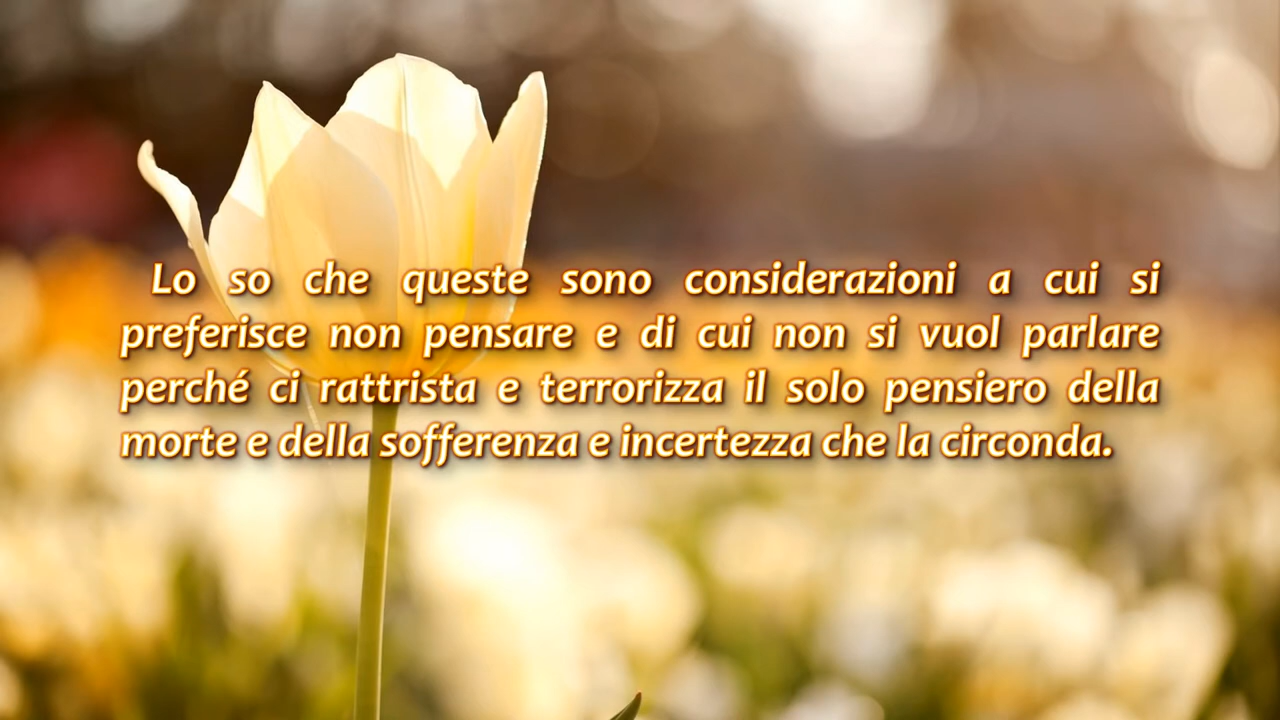 Lo so che queste sono considerazioni a cui si
preferisce non pensare e di cui non si vuol parlare
perché ci rattrista e terrorizza il solo pensiero della
morte e della sofferenza e incertezza che la circonda.